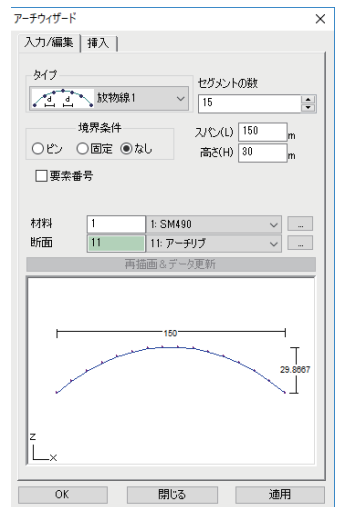 アーチウィザード ×
入力/編集 挿入
タイプ
セグメントの数
d d 放物線1
15
境界条件
ピン 固定 なし
スパン(L) 150 m
高さ(H) 30 m
要素番号
材料 1 1: SM490 ...
断面 11 11: アーチリブ ...
再描画&データ更新
150
29.8667
Z
X
OK 閉じる 適用